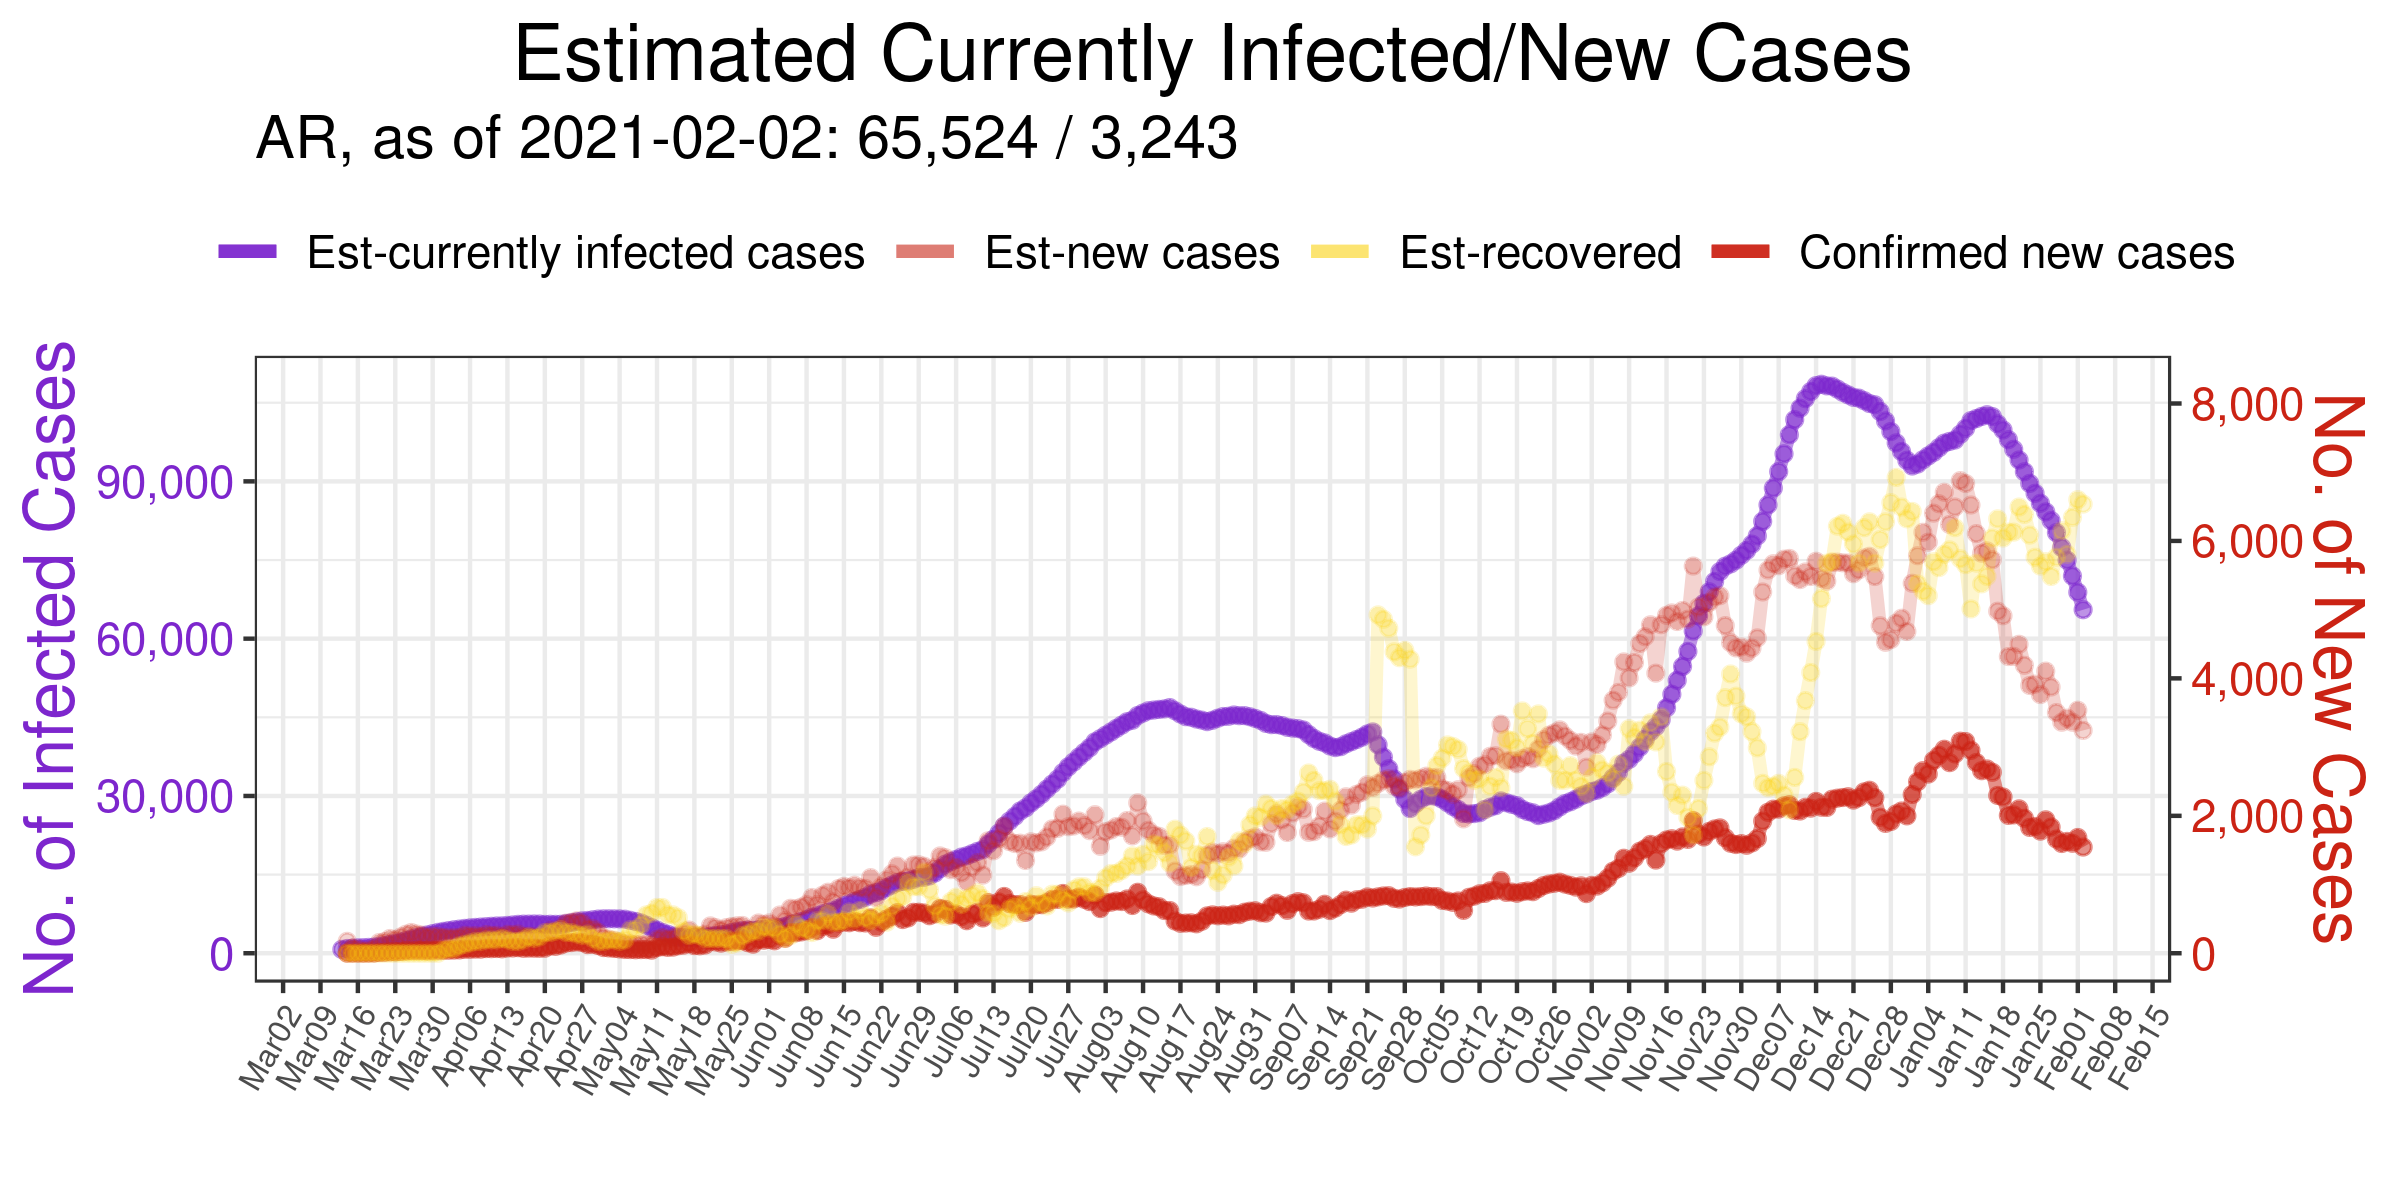 Estimated Currently Infected/New Cases
AR, as of 2021-02-02: 65,524 / 3,243
Est-currently infected cases Est-new cases Est-recovered Confirmed new cases
No. of Infected Cases
90,000
60,000
30,000
0
8,000
6,000
4,000
2,000
0
No. of New Cases
Mar02 Mar09 Mar16 Mar23 Mar30 Apr06 Apr13 Apr20 Apr27 May04 May11 May18 May25 Jun01 Jun08 Jun15 Jun22 Jun29 Jul06 Jul13 Jul20 Jul27 Aug03 Aug10 Aug17 Aug24 Aug31 Sep07 Sep14 Sep21 Sep28 Oct05 Oct12 Oct19 Oct26 Nov02 Nov09 Nov16 Nov23 Nov30 Dec07 Dec14 Dec21 Dec28 Jan04 Jan11 Jan18 Jan25 Feb01 Feb08 Feb15